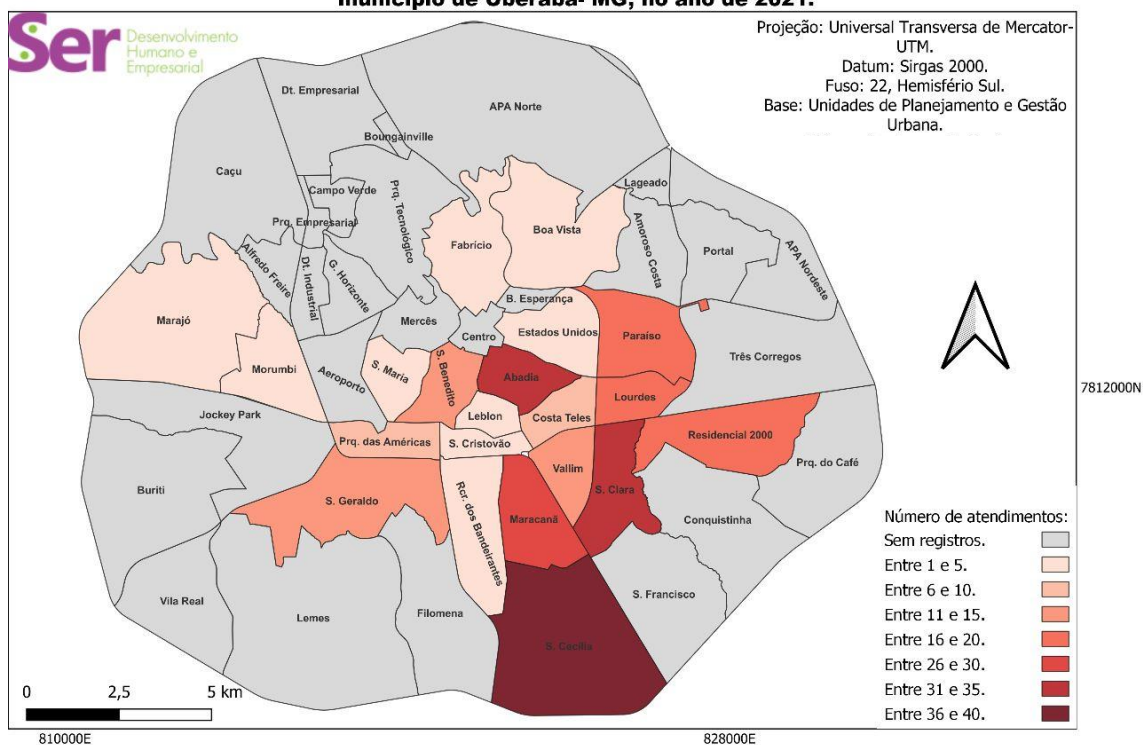 município de Uberaba- MG, no ano de 2021.
Ser Desenvolvimento
Humano e
Empresarial
Projeção: Universal Transversa de Mercator-
UTM.
Datum: Sirgas 2000.
Fuso: 22, Hemisfério Sul.
Base: Unidades de Planejamento e Gestão
Urbana.
Dt. Empresarial
APA Norte
Boungainville
Caçu
Campo Verde
Lageado
Prq. Tecnológico
Prq. Empresarial
Fabrício
Boa Vista
Amoroso Costa
Portal
APA Nordeste
Alfredo Freire
Dt. Industrial
G. Horizonte
B. Esperança
Marajó
Mercês
Centro
Estados Unidos
Paraíso
Três Corregos
Morumbi
Aeroporto
S. Maria
S. Benedito
Abadia
7812000N
Jockey Park
Leblon
Costa Teles
Lourdes
Prq. das Américas
S. Cristovão
Residencial 2000
Prq. do Café
Buriti
S. Geraldo
Rcr. dos Bandeirantes
Vallim
S. Clara
Maracanã
Conquistinha
Vila Real
Lemes
Filomena
S. Francisco
S. Cecília
Número de atendimentos:
Sem registros.
Entre 1 e 5.
Entre 6 e 10.
Entre 11 e 15.
Entre 16 e 20.
Entre 26 e 30.
Entre 31 e 35.
Entre 36 e 40.
0 2,5 5 km
810000E 828000E